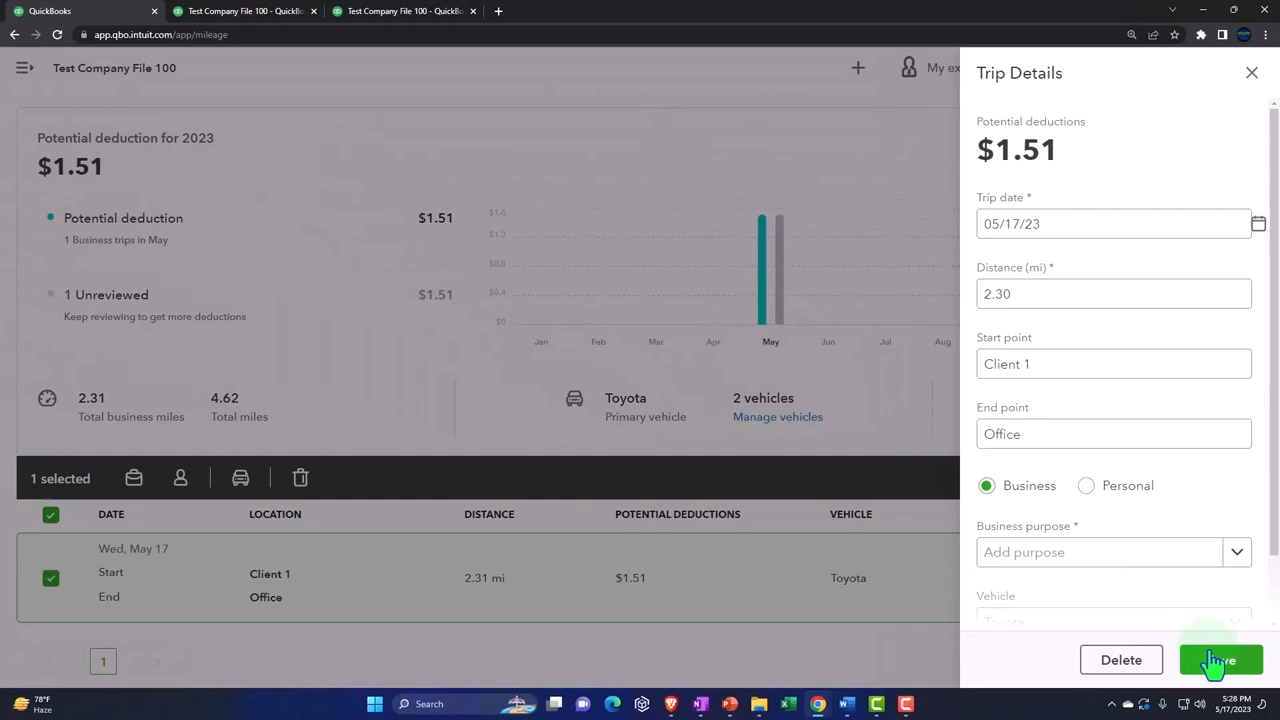 QuickBooks
Test Company File 100 - QuickBo
Test Company File 100 - QuickBo
app.qbo.intuit.com/app/mileage
Test Company File 100
My ex
Trip Details
Potential deductions
$1.51
Potential deduction for 2023
$1.51
Trip date *
05/17/23
Potential deduction
$1.51
1 Business trips in May
1 Unreviewed
$1.51
Keep reviewing to get more deductions
$1.6
$1.2
$0.8
$0.4
$0
Jan Feb Mar Apr May Jun Jul Aug
Distance (mi) *
2.30
Start point
Client 1
End point
Office
2.31
Total business miles
4.62
Total miles
Toyota
Primary vehicle
2 vehicles
Manage vehicles
Business
Personal
1 selected
DATE LOCATION DISTANCE POTENTIAL DEDUCTIONS VEHICLE
Wed, May 17
Start Client 1
End Office
2.31 mi
$1.51
Toyota
Business purpose *
Add purpose
Vehicle
Toyota
1
Delete
78°F
Haze
Search
5:28 PM
5/17/2023